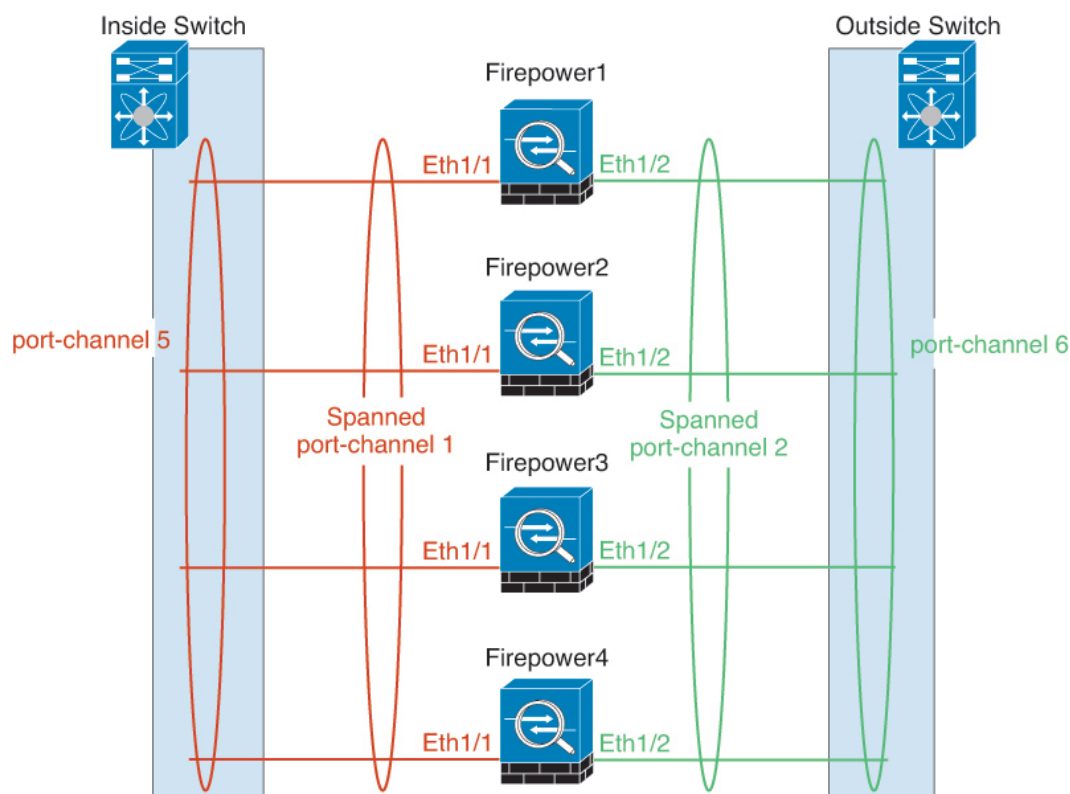 Inside Switch
Outside Switch
Firepower1
Eth1/1
Eth1/2
Firepower2
port-channel 5
Eth1/1
Eth1/2
port-channel 6
Spanned
port-channel 1
Spanned
port-channel 2
Firepower3
Eth1/1
Eth1/2
Firepower4
Eth1/1
Eth1/2